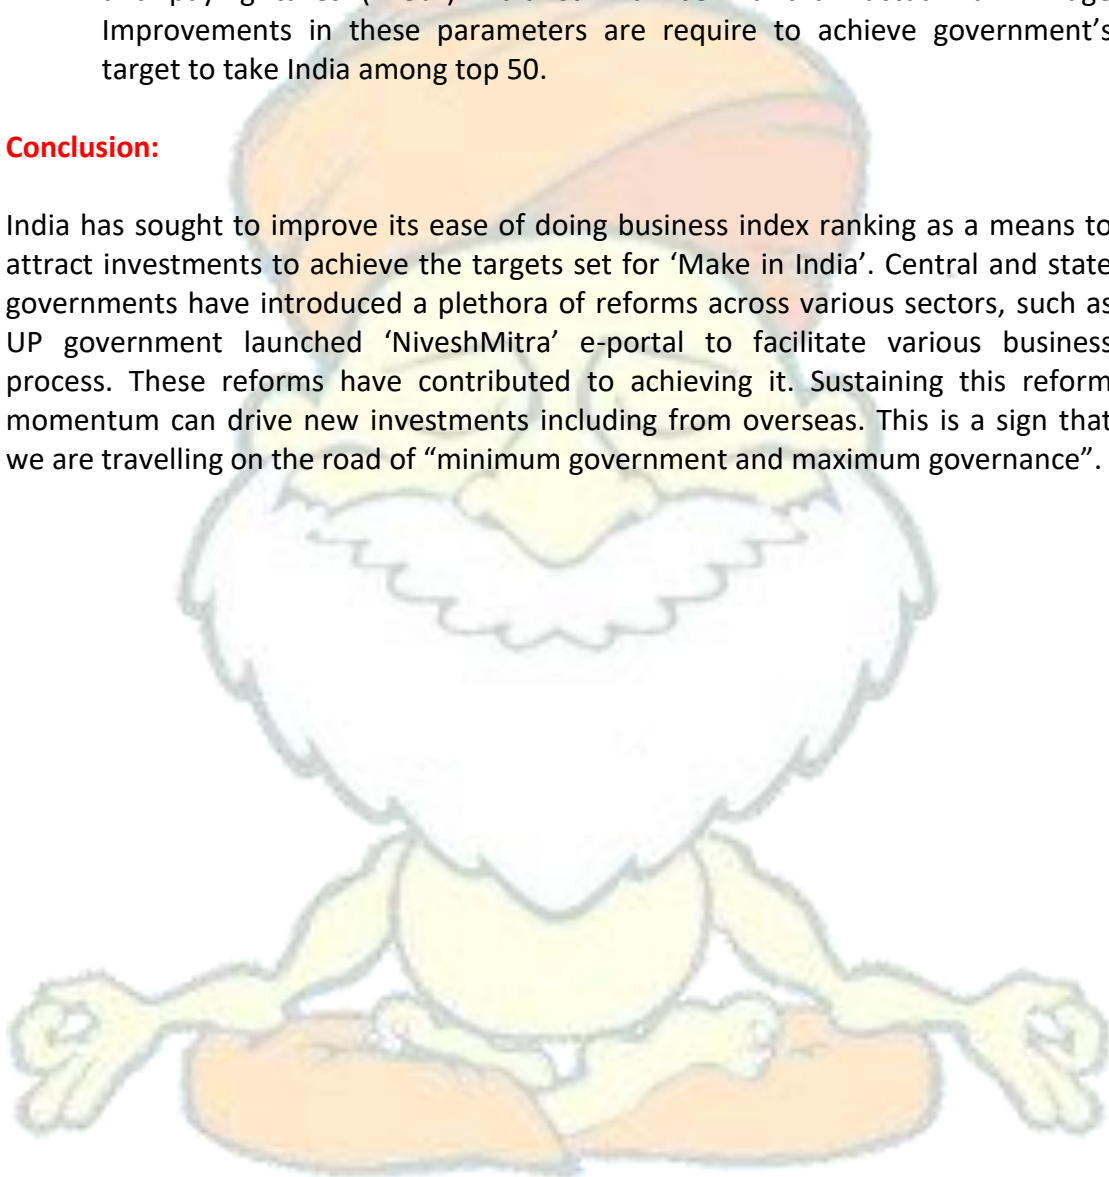 Improvements in these parameters are require to achieve government’s
target to take India among top 50.
Conclusion:
India has sought to improve its ease of doing business index ranking as a means to
attract investments to achieve the targets set for ‘Make in India’. Central and state
governments have introduced a plethora of reforms across various sectors, such as
UP government launched ‘NiveshMitra’ e-portal to facilitate various business
process. These reforms have contributed to achieving it. Sustaining this reform
momentum can drive new investments including from overseas. This is a sign that
we are travelling on the road of “minimum government and maximum governance”.